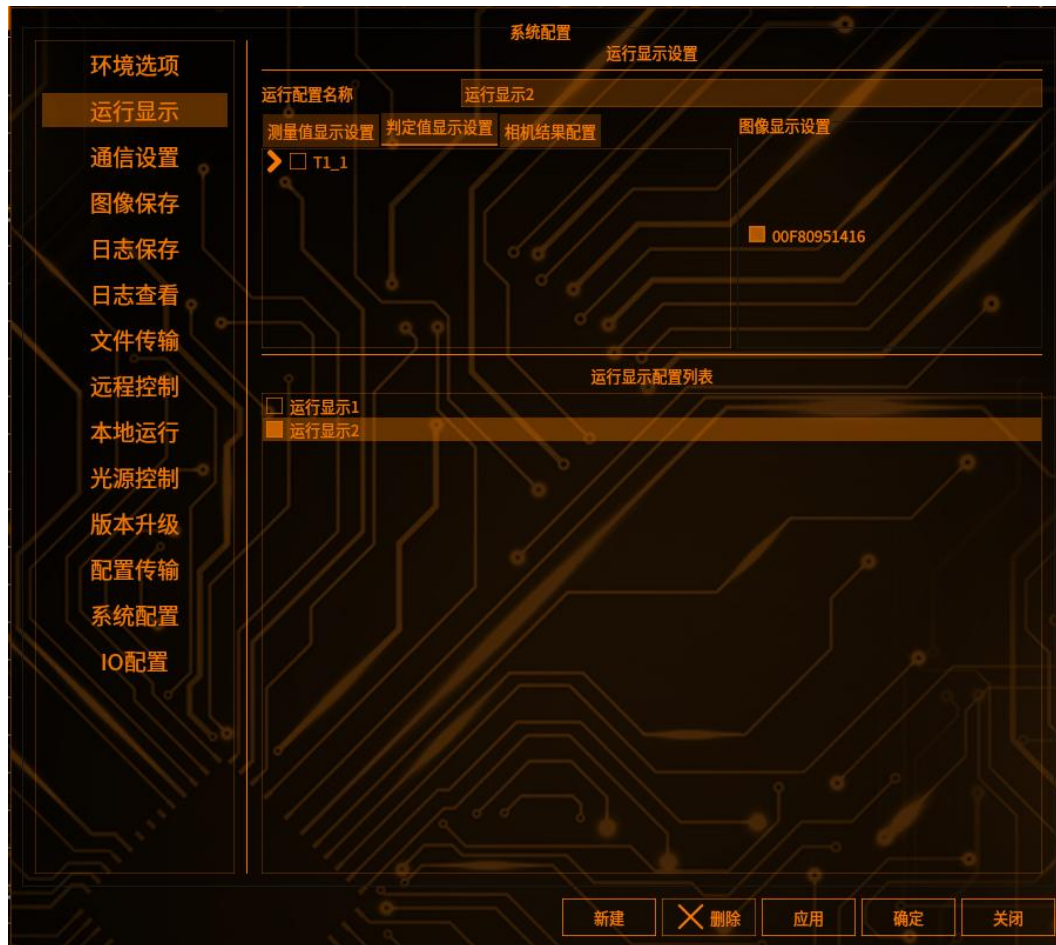 系统配置
环境选项
运行显示
通信设置
图像保存
日志保存
日志查看
文件传输
远程控制
本地运行
光源控制
版本升级
配置传输
系统配置
IO配置
运行显示设置
运行配置名称 运行显示2
测量值显示设置 判定值显示设置 相机结果配置
T1_1
图像显示设置
00F80951416
运行显示配置列表
运行显示1
运行显示2
新建 删除 应用 确定 关闭